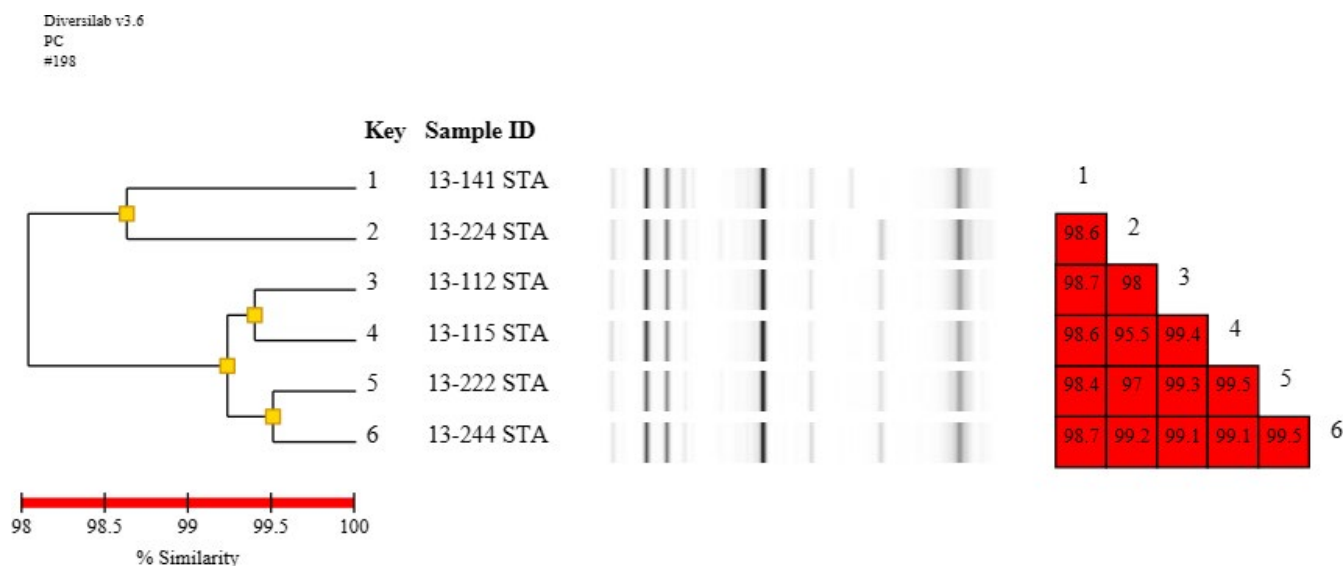 Diversilab v3.6
PC
#198
Key Sample ID
1 13-141 STA
2 13-224 STA
3 13-112 STA
4 13-115 STA
5 13-222 STA
6 13-244 STA
1
98.6 2
98.7 98 3
98.6 95.5 99.4 4
98.4 97 99.3 99.5 5
98.7 99.2 99.1 99.1 99.5 6
98 98.5 99 99.5 100
% Similarity